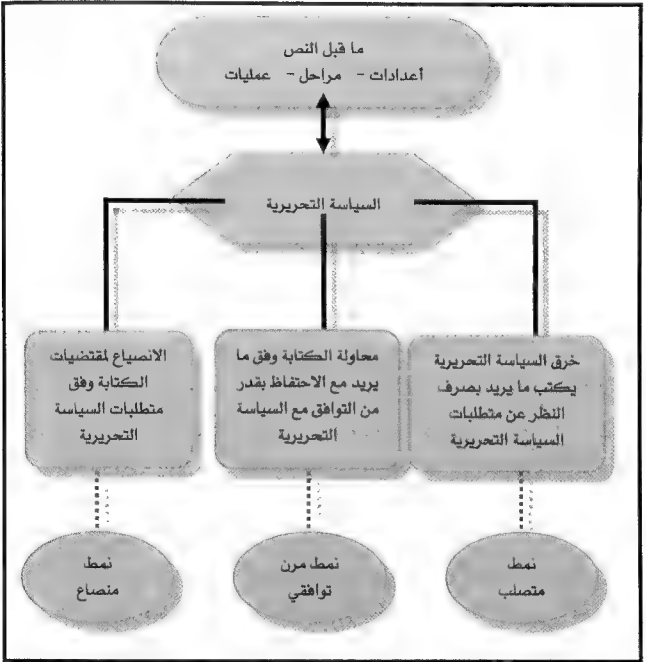 ما قبل النص
أعدادات - مراحل - عمليات
السياسة التحريرية
خرق السياسة التحريرية
يكتب ما يريد بصرف
النظر عن متطلبات
السياسة التحريرية
محاولة الكتابة وفق ما
يريد مع الاحتفاظ بقدر
من التوافق مع السياسة
التحريرية
الانصياع لمقتضيات
الكتابة وفق
متطلبات السياسة
التحريرية
نمط
متصلب
نمط مرن
توافقي
نمط
منصاع